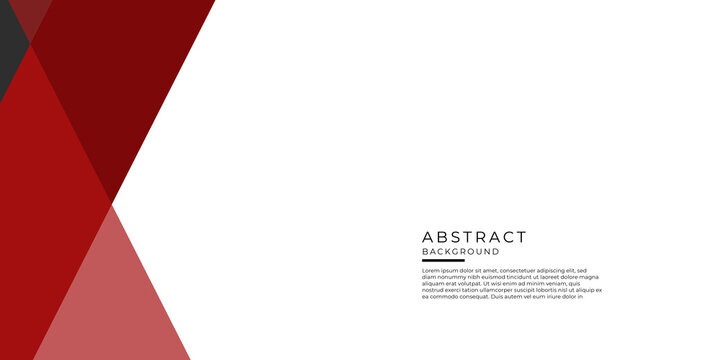 ABSTRACT
BACKGROUND
Lorem ipsum dolor sit amet, consectetuer adipiscing elit, sed diam nonummy nibh euismod tincidunt ut laoreet dolore magna
aliquam erat volutpat. Ut wisi enim ad minim veniam, quis
nostrud exerci tation ullamcorper suscipit lobortis nisl ut aliquip
ex ea commodo consequat. Duis autem vel eum iriure dolor in